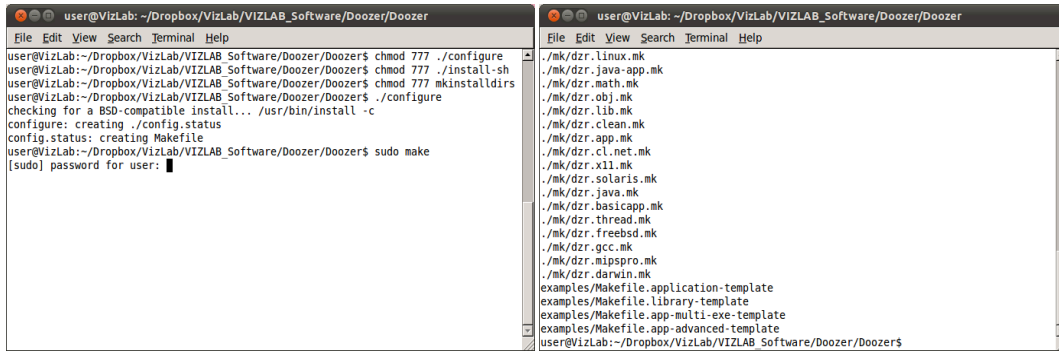 user@VizLab: ~/Dropbox/VizLab/VIZLAB_Software/Doozer/Doozer
File Edit View Search Terminal Help
user@VizLab:~/Dropbox/VizLab/VIZLAB_Software/Doozer/Doozer$ chmod 777 ./configure
user@VizLab:~/Dropbox/VizLab/VIZLAB_Software/Doozer/Doozer$ chmod 777 ./install-sh
user@VizLab:~/Dropbox/VizLab/VIZLAB_Software/Doozer/Doozer$ chmod 777 mkinstalldirs
user@VizLab:~/Dropbox/VizLab/VIZLAB_Software/Doozer/Doozer$ ./configure
checking for a BSD-compatible install... /usr/bin/install -c
configure: creating ./config.status
config.status: creating Makefile
user@VizLab:~/Dropbox/VizLab/VIZLAB_Software/Doozer/Doozer$ sudo make
[sudo] password for user:
user@VizLab: ~/Dropbox/VizLab/VIZLAB_Software/Doozer/Doozer
File Edit View Search Terminal Help
./mk/dzr.linux.mk
./mk/dzr.java-app.mk
./mk/dzr.math.mk
./mk/dzr.obj.mk
./mk/dzr.lib.mk
./mk/dzr.clean.mk
./mk/dzr.app.mk
./mk/dzr.cl.net.mk
./mk/dzr.x11.mk
./mk/dzr.solaris.mk
./mk/dzr.java.mk
./mk/dzr.basicapp.mk
./mk/dzr.thread.mk
./mk/dzr.freebsd.mk
./mk/dzr.gcc.mk
./mk/dzr.mipspro.mk
./mk/dzr.darwin.mk
examples/Makefile.application-template
examples/Makefile.library-template
examples/Makefile.app-multi-exe-template
examples/Makefile.app-advanced-template
user@VizLab:~/Dropbox/VizLab/VIZLAB_Software/Doozer/Doozer$